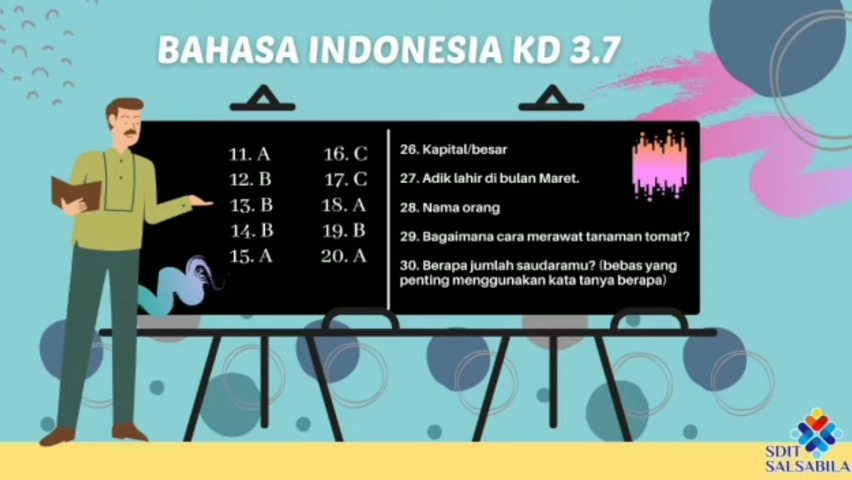 BAHASA INDONESIA KD 3.7
11. A
12. B
13. B
14. B
15. A
16. C
17. C
18. A
19. B
20. A
26. Kapital/besar
27. Adik lahir di bulan Maret.
28. Nama orang
29. Bagaimana cara merawat tanaman tomat?
30. Berapa jumlah saudaramu? (bebas yang
penting menggunakan kata tanya berapa)
SDIT
SALSABILA